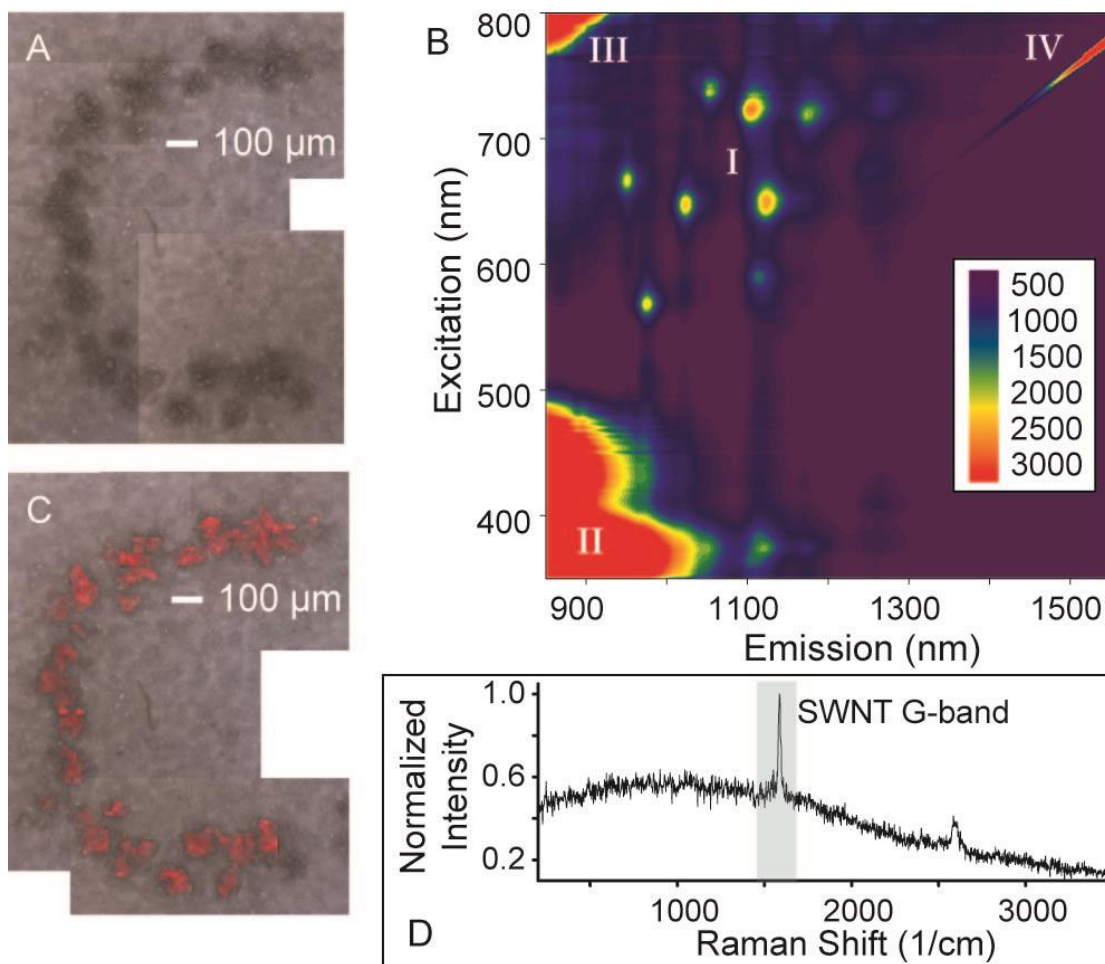 A
100 µm
B
III
IV
I
II
800
700
600
500
400
Excitation (nm)
500
1000
1500
2000
2500
3000
900
1100
1300
1500
Emission (nm)
C
100 µm
SWNT G-band
1.0
0.6
0.2
Normalized
Intensity
1000
2000
3000
D
Raman Shift (1/cm)